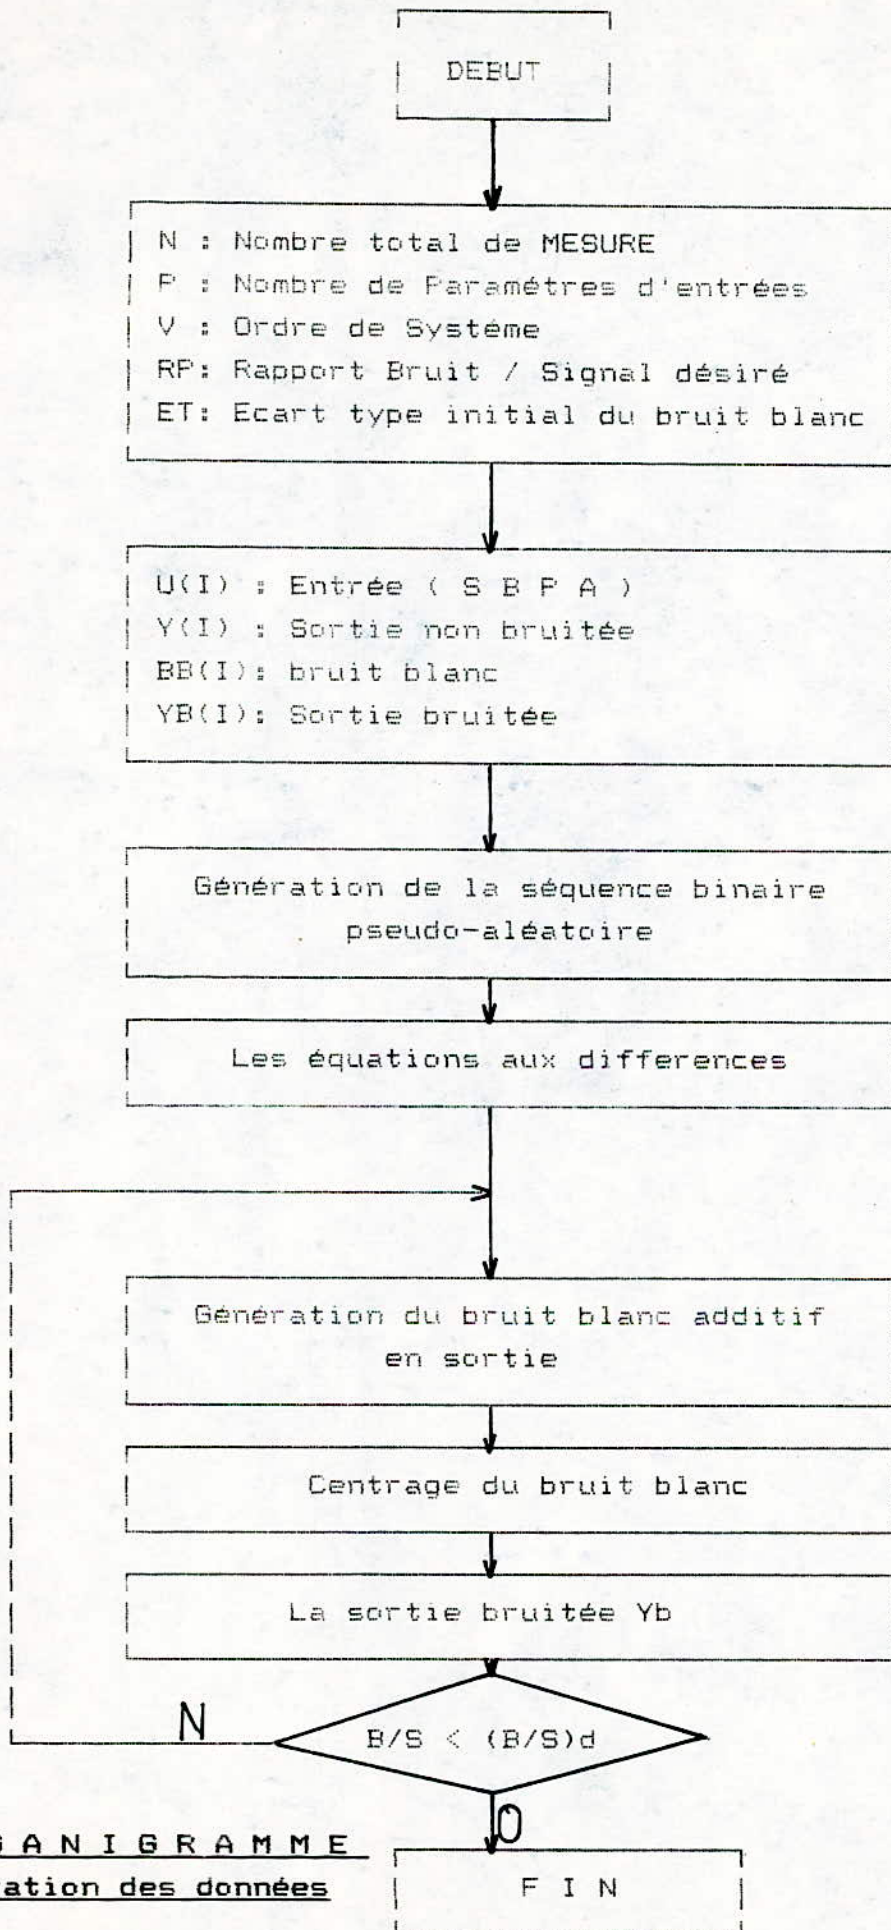 DEBUT
N : Nombre total de MESURE
P : Nombre de Paramétres d'entrées
V : Ordre de Systéme
RP: Rapport Bruit / Signal désiré
ET: Ecart type initial du bruit blanc
U(I) : Entrée ( S B P A )
Y(I) : Sortie non bruitée
BB(I): bruit blanc
YB(I): Sortie bruitée
Génération de la séquence binaire
pseudo-aléatoire
Les équations aux differences
Génération du bruit blanc additif
en sortie
Centrage du bruit blanc
La sortie bruitée Yb
N
B/S < (B/S)d
O
G A N I G R A M M E
ation des données
F I N